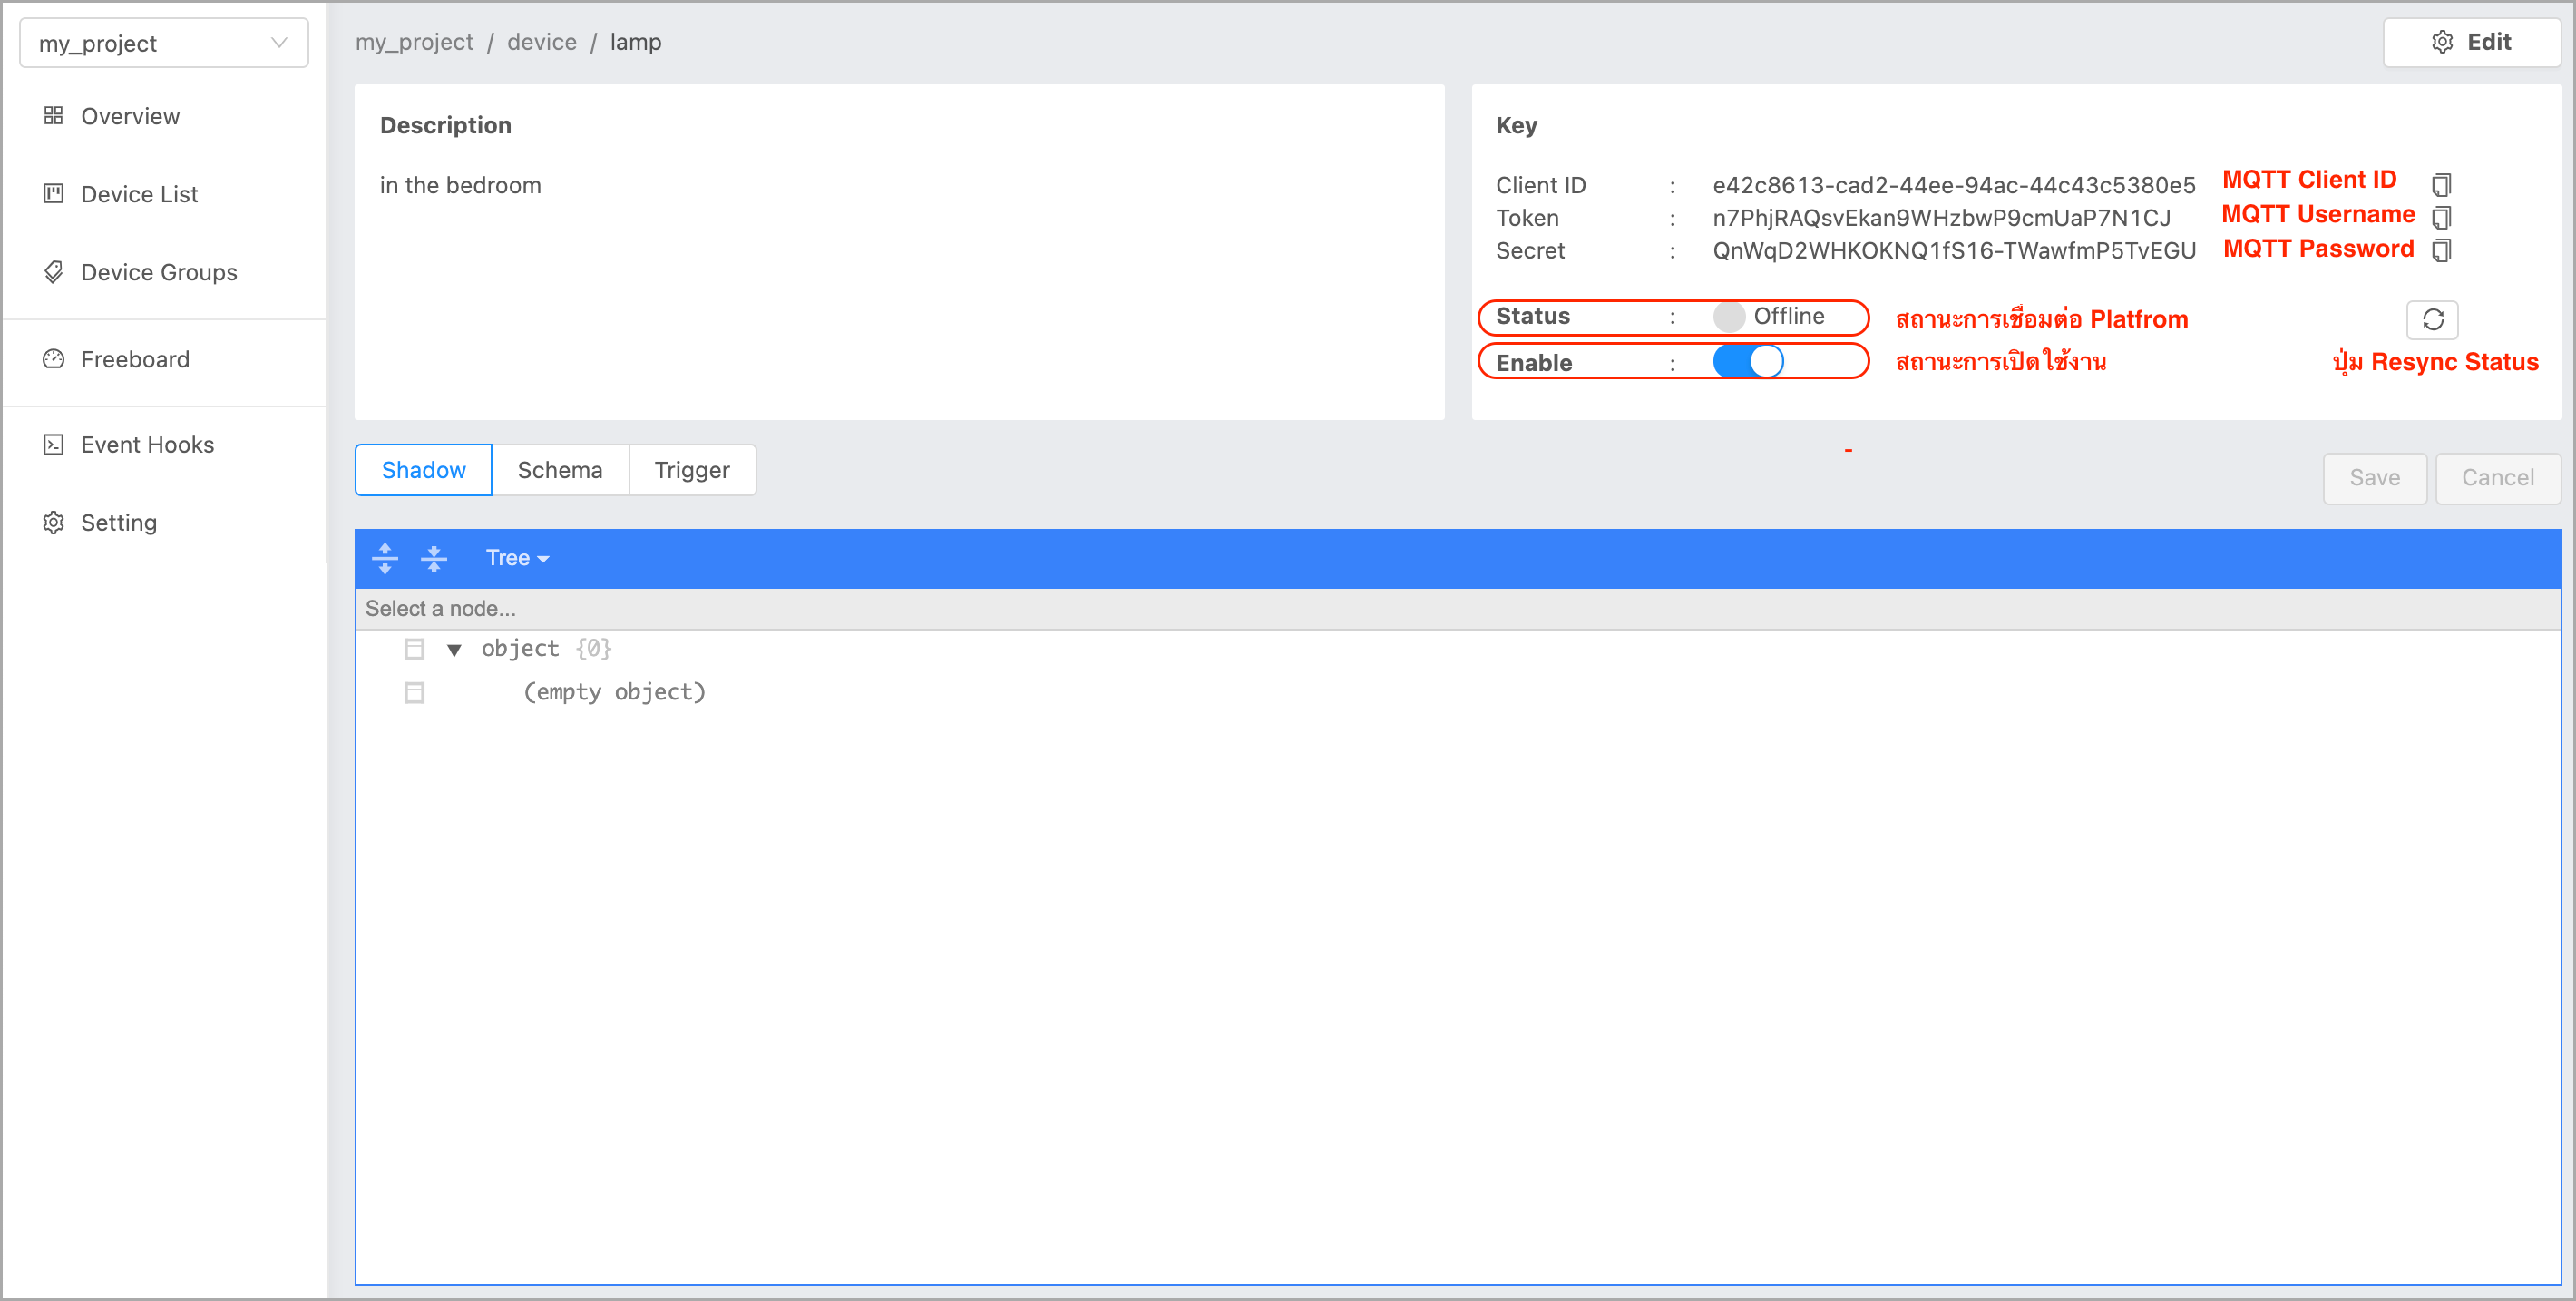 my_project
Overview
Device List
Device Groups
Freeboard
Event Hooks
Setting
my_project / device / lamp
Edit
Description
in the bedroom
Key
Client ID : e42c8613-cad2-44ee-94ac-44c43c5380e5 MQTT Client ID
Token : n7PhjRAQsvEkan9WHzbwP9cmUaP7N1CJ MQTT Username
Secret : QnWqD2WHKOKNQ1fS16-TWawfmP5TvEGU MQTT Password
Status : Offline สถานะการเชื่อมต่อ Platfrom
Enable : สถานะการเปิดใช้งาน ปุ่ม Resync Status
-
Shadow Schema Trigger
Save Cancel
Tree
Select a node...
object {0}
(empty object)